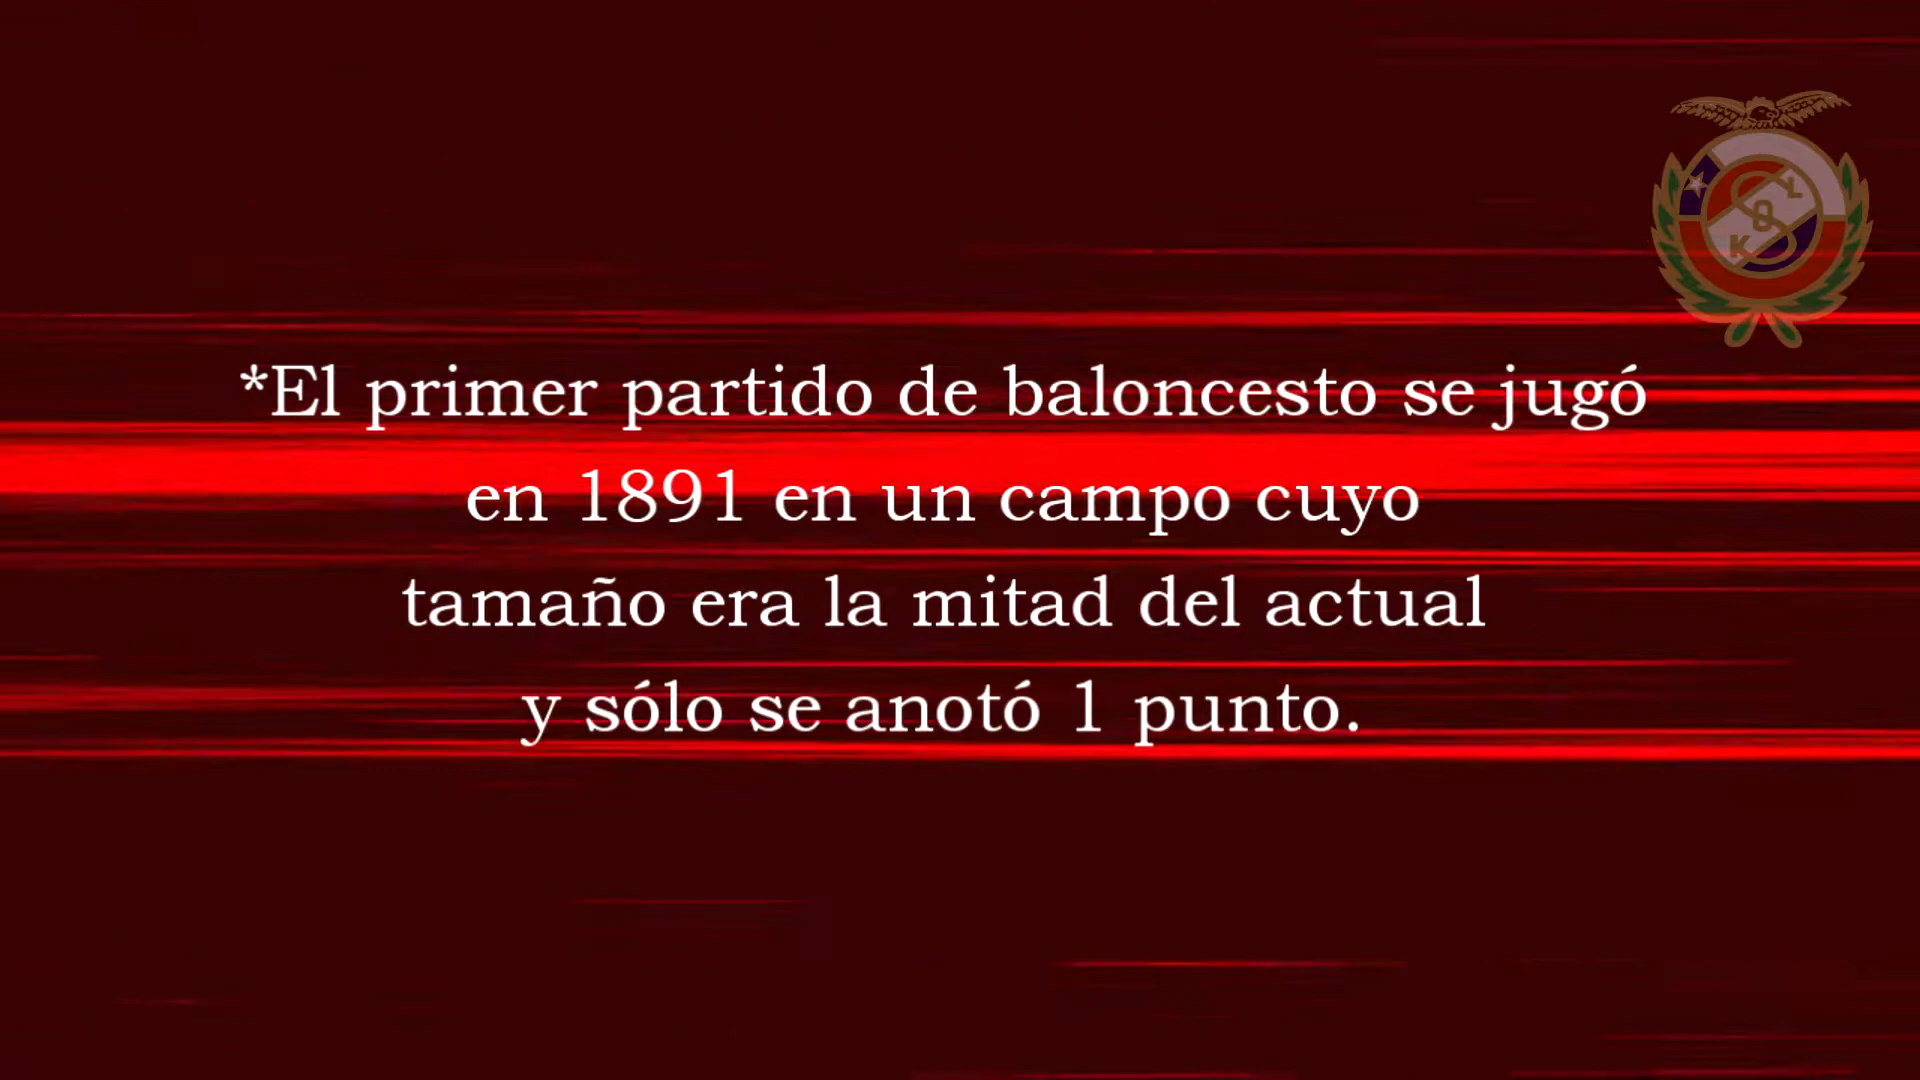 *El primer partido de baloncesto se jugó
en 1891 en un campo cuyo
tamaño era la mitad del actual
y sólo se anotó 1 punto.
S
L
O
K